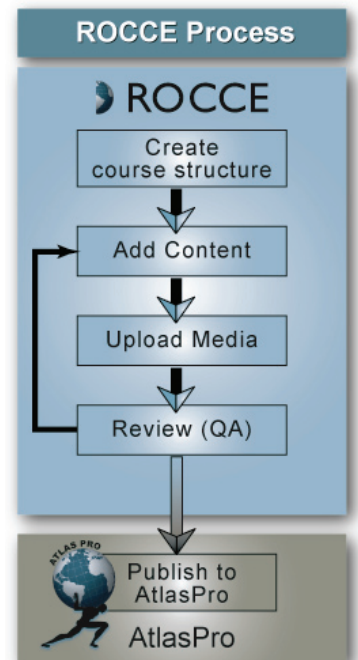 ROCCE Process
ROCCE
Create
course structure
Add Content
Upload Media
Review (QA)
ATLAS PRO
Publish to
AtlasPro
AtlasPro